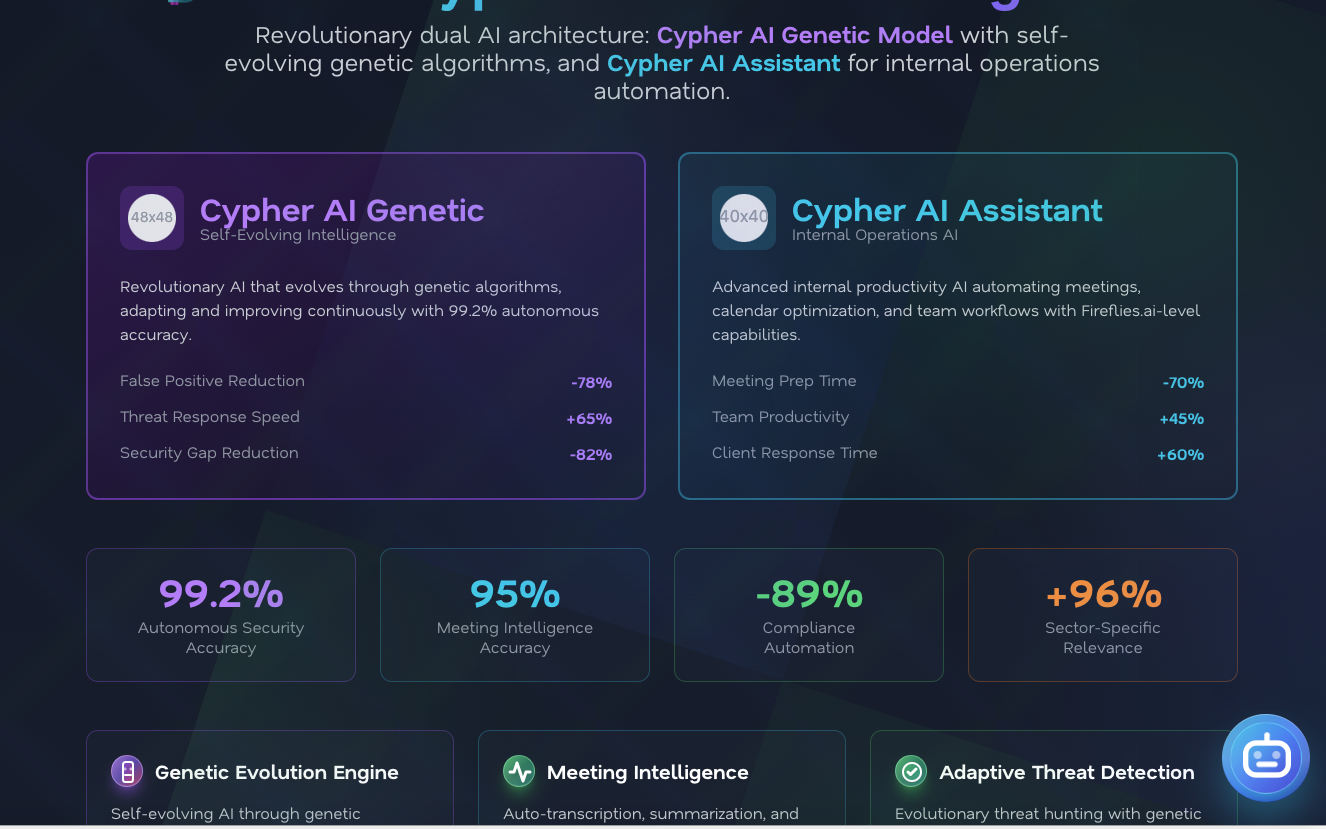 Revolutionary dual AI architecture: Cypher AI Genetic Model with self-
evolving genetic algorithms, and Cypher AI Assistant for internal operations
automation.
48x48
Cypher AI Genetic
Self-Evolving Intelligence
Revolutionary AI that evolves through genetic algorithms,
adapting and improving continuously with 99.2% autonomous
accuracy.
False Positive Reduction -78%
Threat Response Speed +65%
Security Gap Reduction -82%
40x40
Cypher AI Assistant
Internal Operations AI
Advanced internal productivity AI automating meetings,
calendar optimization, and team workflows with Fireflies.ai-level
capabilities.
Meeting Prep Time -70%
Team Productivity +45%
Client Response Time +60%
99.2%
Autonomous Security
Accuracy
95%
Meeting Intelligence
Accuracy
-89%
Compliance
Automation
+96%
Sector-Specific
Relevance
Genetic Evolution Engine
Self-evolving AI through genetic
Meeting Intelligence
Auto-transcription, summarization, and
Adaptive Threat Detection
Evolutionary threat hunting with genetic